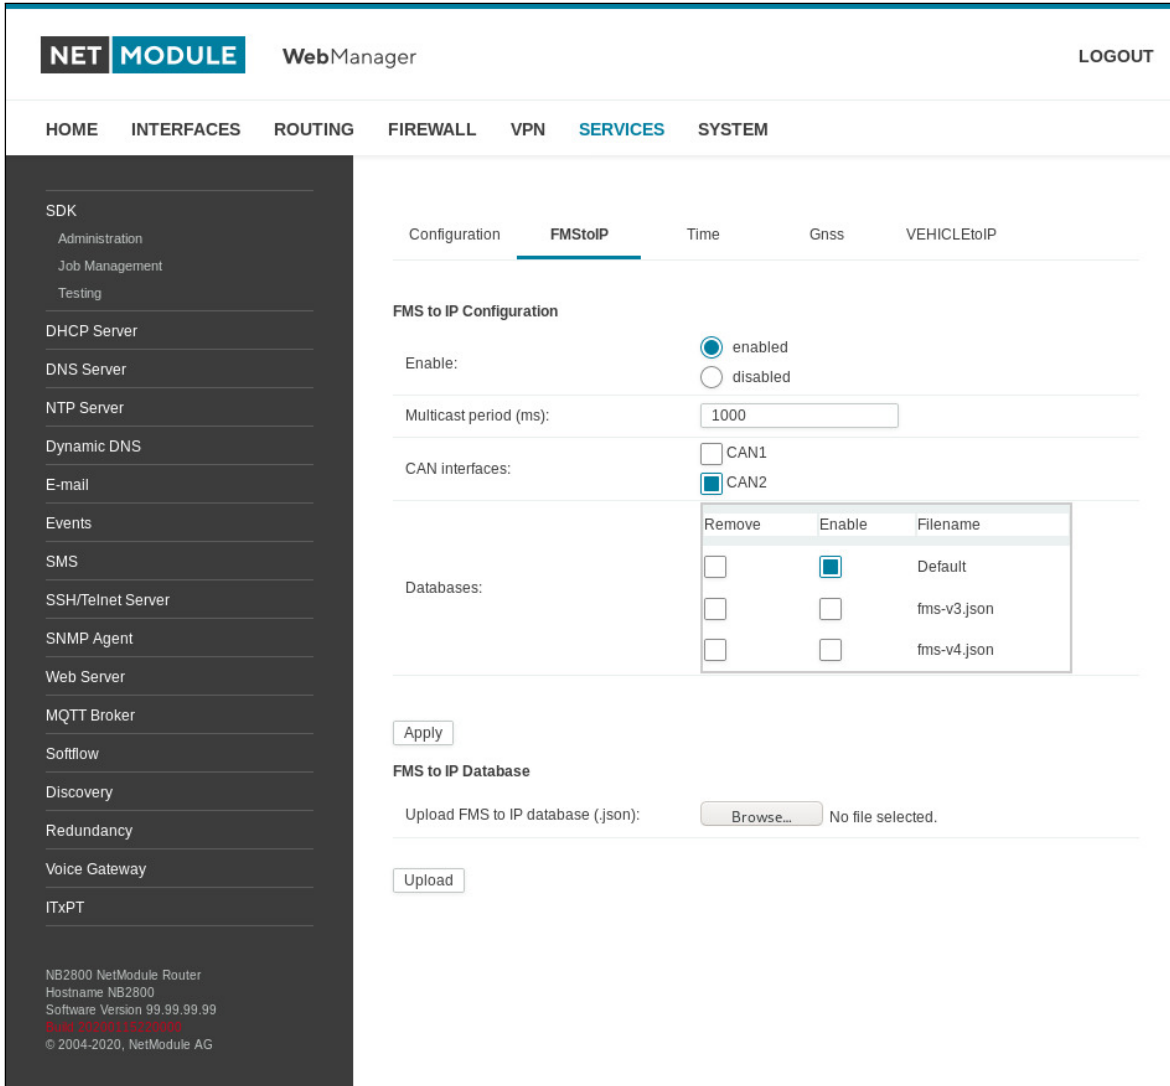 NET MODULE WebManager LOGOUT
HOME INTERFACES ROUTING FIREWALL VPN SERVICES SYSTEM
SDK
Administration
Job Management
Testing
DHCP Server
DNS Server
NTP Server
Dynamic DNS
E-mail
Events
SMS
SSH/Telnet Server
SNMP Agent
Web Server
MQTT Broker
Softflow
Discovery
Redundancy
Voice Gateway
ITxPT
NB2800 NetModule Router
Hostname NB2800
Software Version 99.99.99.99
Build
© 2004-2020, NetModule AG
Configuration FMStoIP Time Gnss VEHICLEtoIP
FMS to IP Configuration
Enable:
enabled
disabled
Multicast period (ms): 1000
CAN interfaces:
CAN1
CAN2
Databases:
Remove Enable Filename
Default
fms-v3.json
fms-v4.json
Apply
FMS to IP Database
Upload FMS to IP database (.json): Browse... No file selected.
Upload